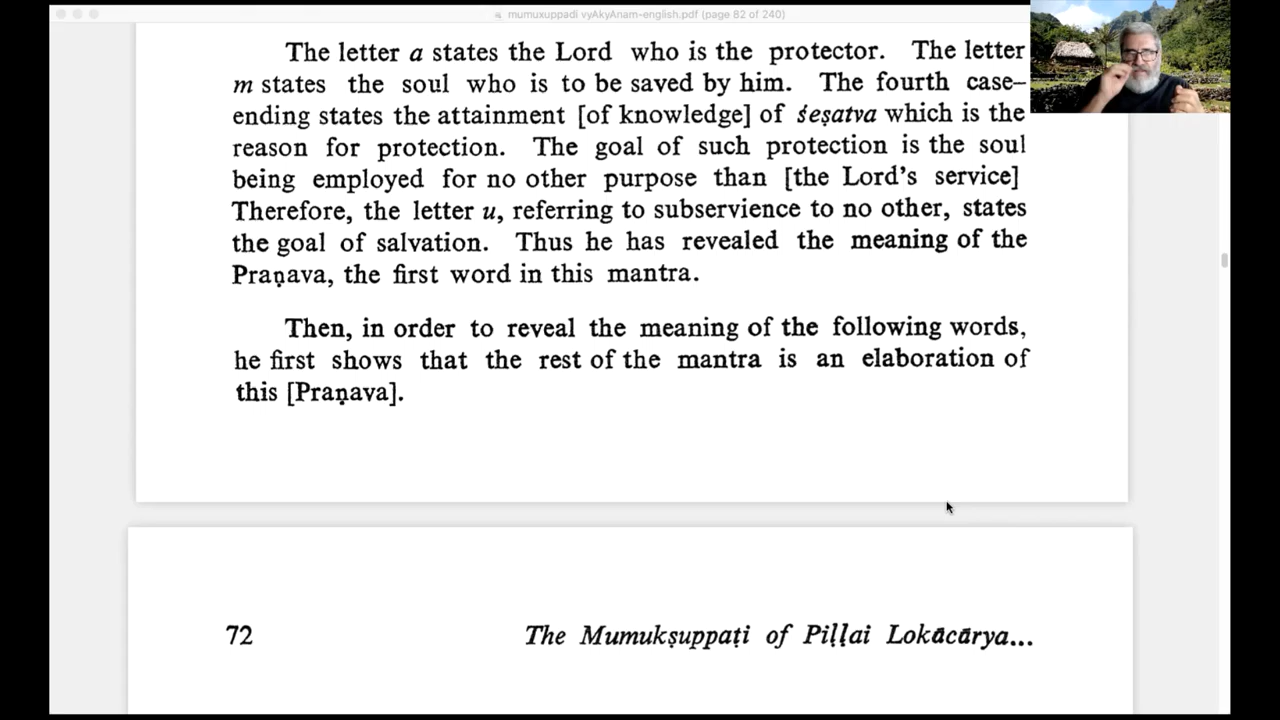 mumuxuppadi vyAkyAnam-english.pdf (page 82 of 240)
The letter a states the Lord who is the protector. The letter
m states the soul who is to be saved by him. The fourth case-
ending states the attainment [of knowledge] of śeṣatva which is the
reason for protection. The goal of such protection is the soul
being employed for no other purpose than [the Lord's service]
Therefore, the letter u, referring to subservience to no other, states
the goal of salvation. Thus he has revealed the meaning of the
Praṇava, the first word in this mantra.
Then, in order to reveal the meaning of the following words,
he first shows that the rest of the mantra is an elaboration of
this [Praṇava].
72
The Mumukṣuppaṭi of Piḷḷai Lokācārya...